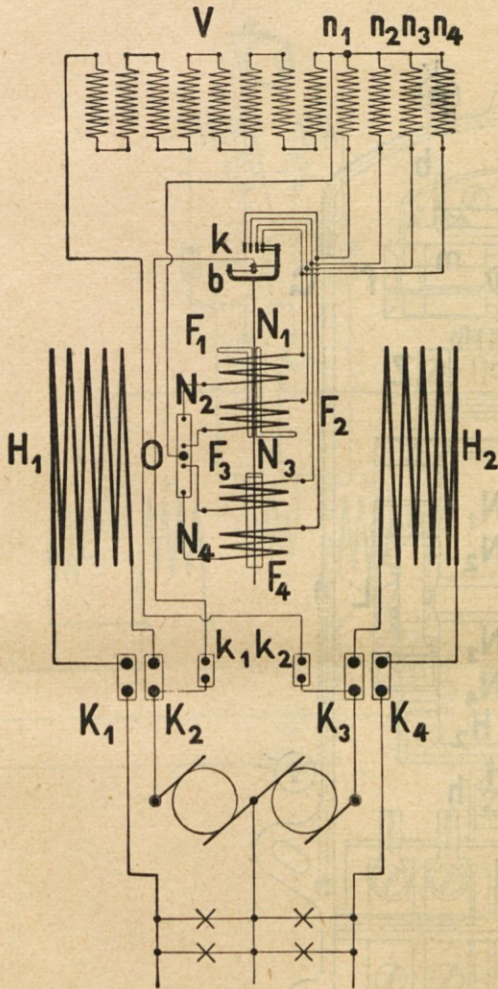 V n₁ n₂ n₃ n₄
k
b
F₁ N₁
N₂ F₂
H₁ O F₃ N₃ H₂
N₄
F₄
k₁ k₂
K₁ K₂ K₃ K₄